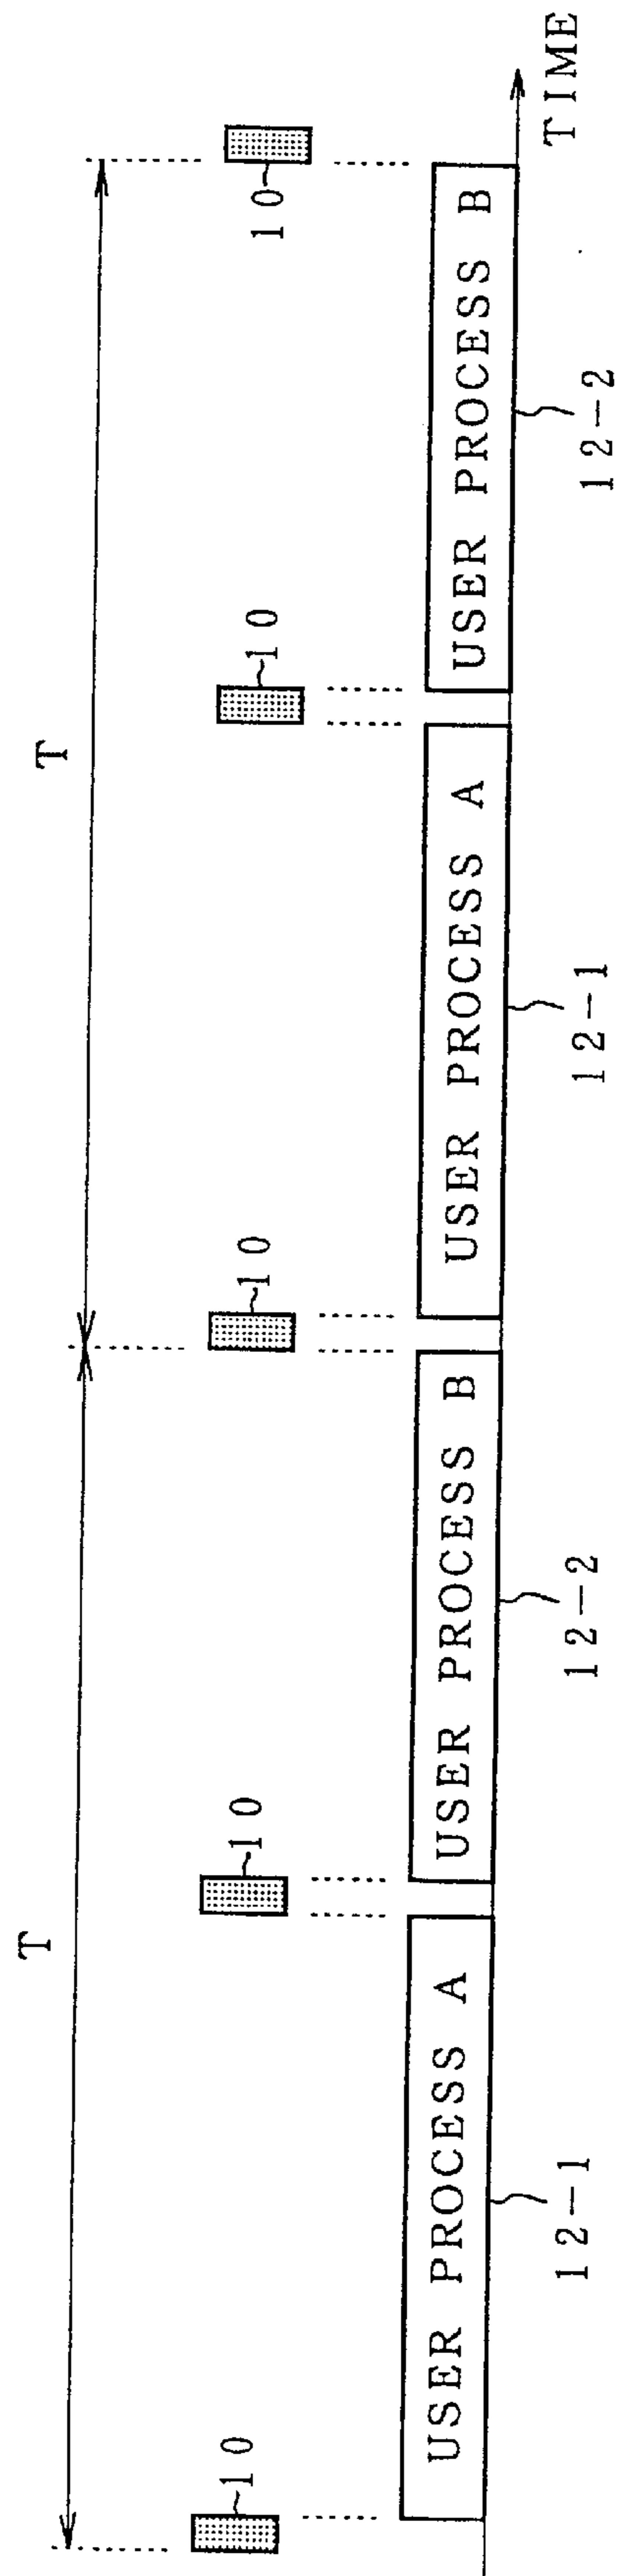 T
T
10
10
10
10
10
USER PROCESS A
USER PROCESS B
USER PROCESS A
USER PROCESS B
12-1
12-2
12-1
12-2
TIME